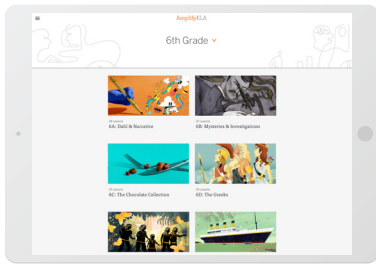 AmplifyELA
6th Grade
6A: Dahl & Narrative
6B: Mysteries & Investigations
6C: The Chocolate Collection
6D: The Greeks